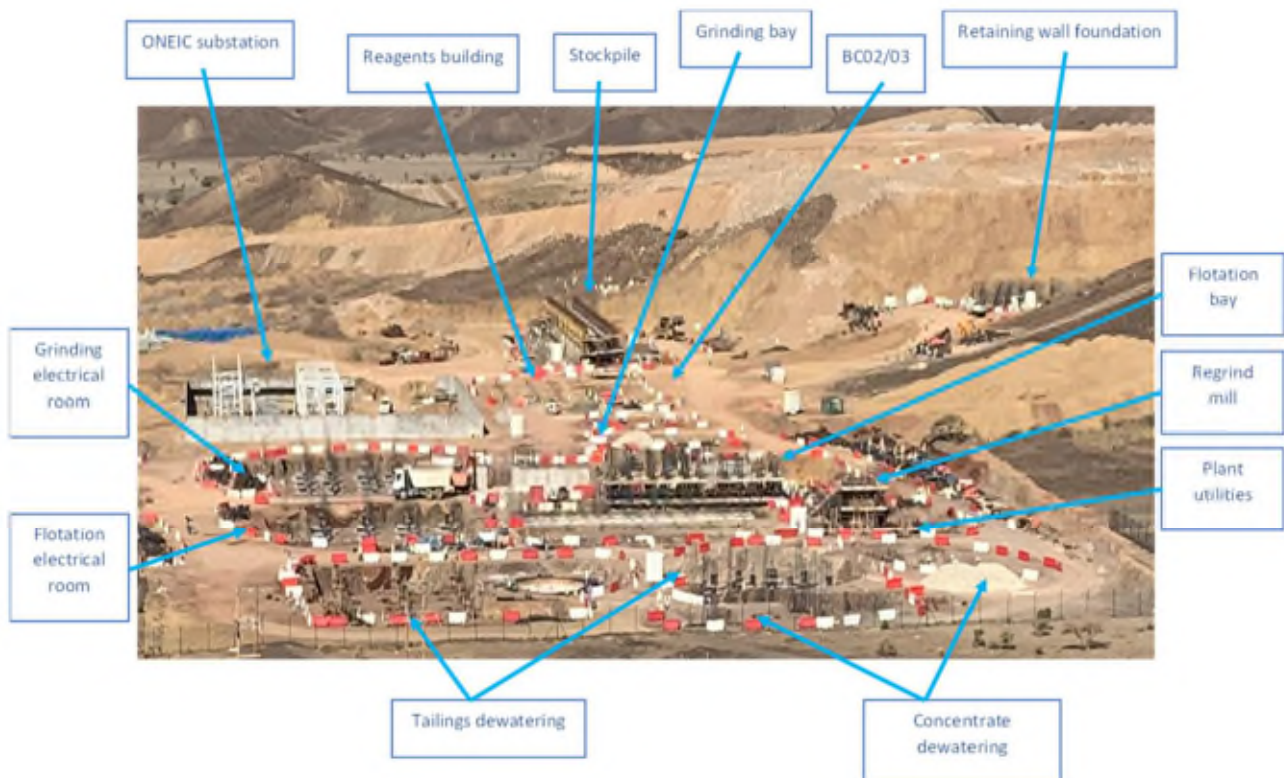 ONEIC substation
Reagents building
Stockpile
Grinding bay
BC02/03
Retaining wall foundation
Flotation
bay
Grinding
electrical
room
Regrind
mill
Plant
utilities
Flotation
electrical
room
Tailings dewatering
Concentrate
dewatering